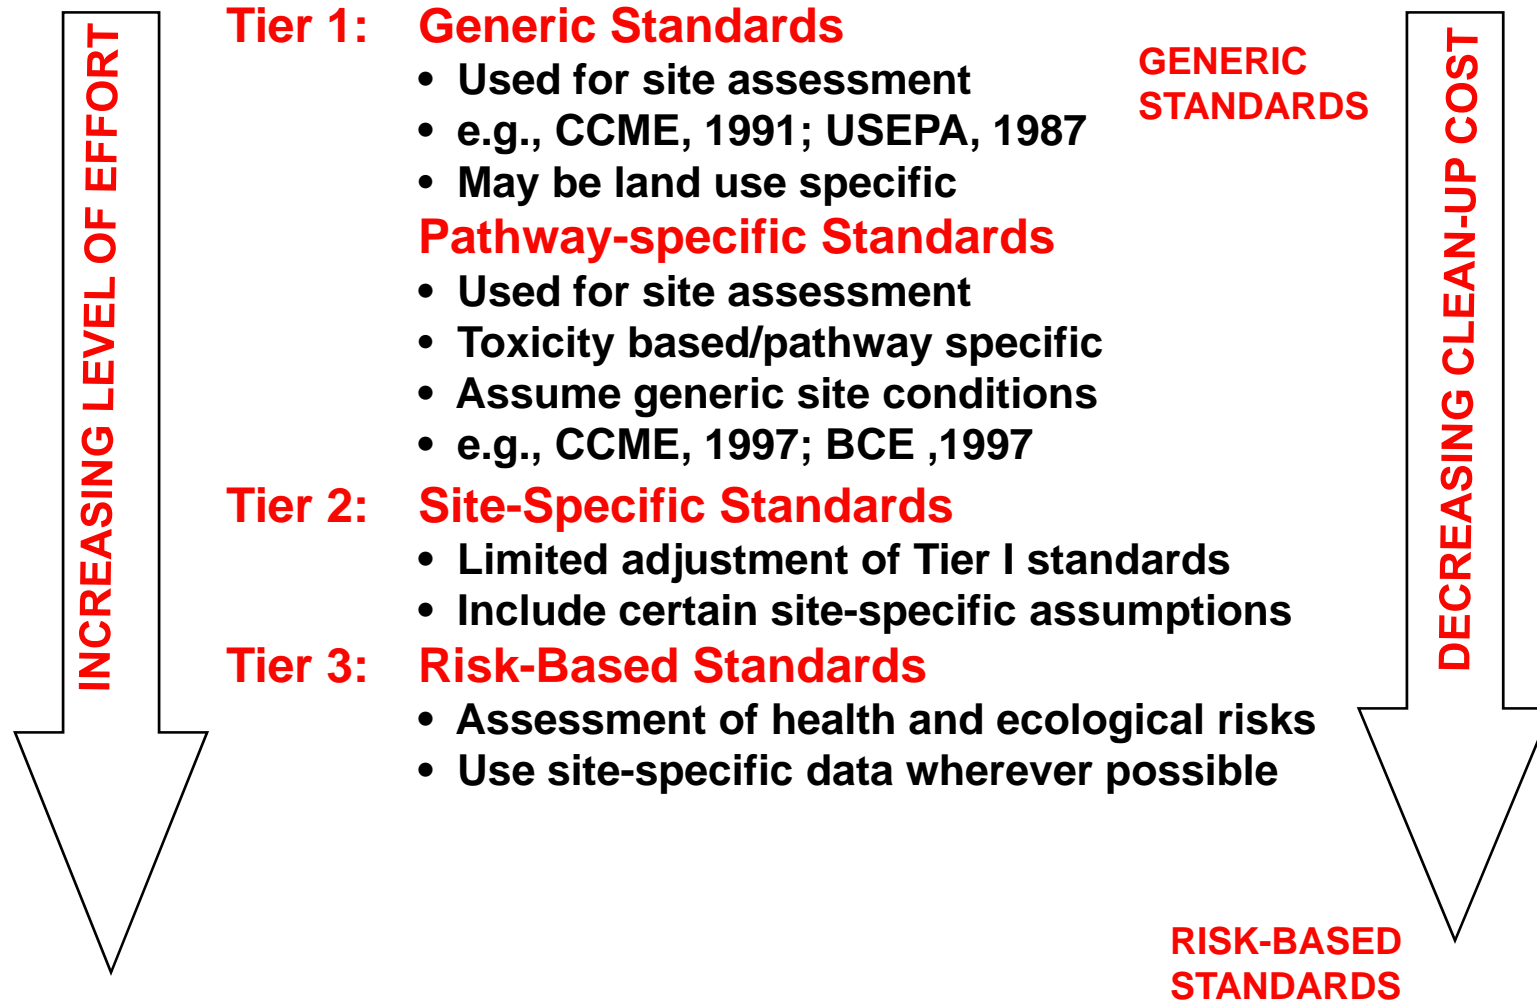 INCREASING LEVEL OF EFFORT
Tier 1: Generic Standards
• Used for site assessment
• e.g., CCME, 1991; USEPA, 1987
• May be land use specific
Pathway-specific Standards
• Used for site assessment
• Toxicity based/pathway specific
• Assume generic site conditions
• e.g., CCME, 1997; BCE ,1997
Tier 2: Site-Specific Standards
• Limited adjustment of Tier I standards
• Include certain site-specific assumptions
Tier 3: Risk-Based Standards
• Assessment of health and ecological risks
• Use site-specific data wherever possible
GENERIC
STANDARDS
DECREASING CLEAN-UP COST
RISK-BASED
STANDARDS